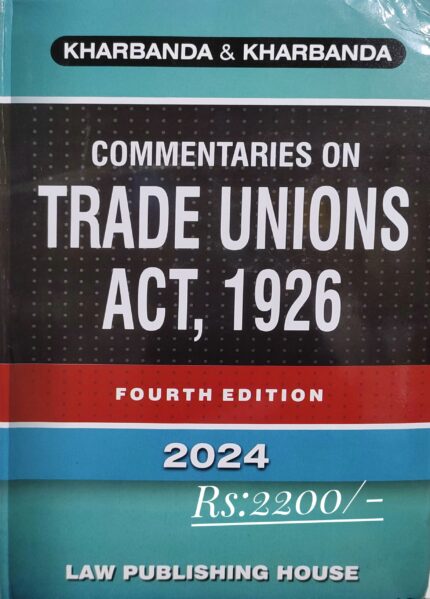 KHARBANDA & KHARBANDA
COMMENTARIES ON
TRADE UNIONS
ACT, 1926
FOURTH EDITION
2024
Rs:2200/-
LAW PUBLISHING HOUSE